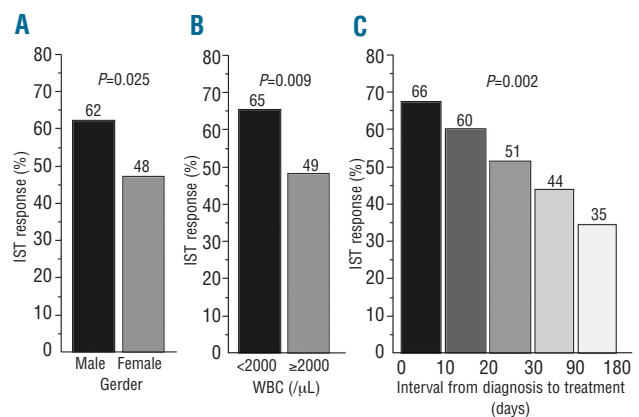 A
IST response (%)
80
70
60
50
40
30
20
10
0
P=0.025
62
48
Male Female
Gerder
B
IST response (%)
80
70
60
50
40
30
20
10
0
P=0.009
65
49
<2000 ≥2000
WBC (/μL)
C
IST response (%)
80
70
60
50
40
30
20
10
0
P=0.002
66
60
51
44
35
0 10 20 30 90 180
Interval from diagnosis to treatment
(days)